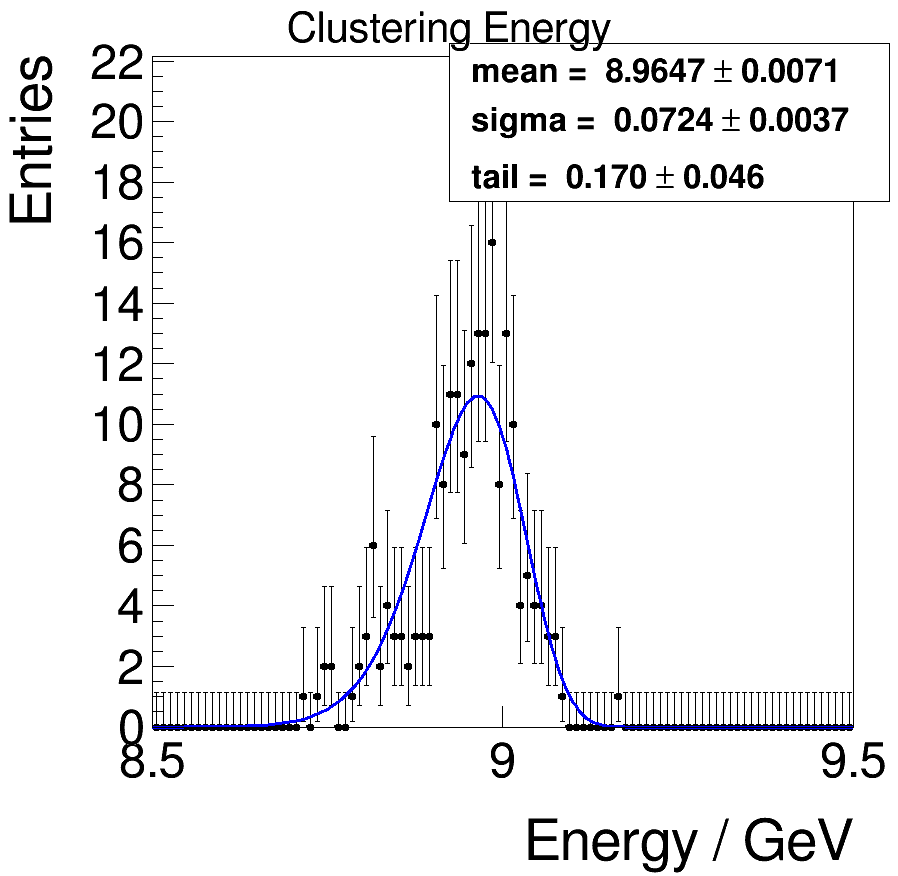 Clustering Energy
mean = 8.9647 ± 0.0071
sigma = 0.0724 ± 0.0037
tail = 0.170 ± 0.046
Entries
22
20
18
16
14
12
10
8
6
4
2
0
8.5 9 9.5
Energy / GeV